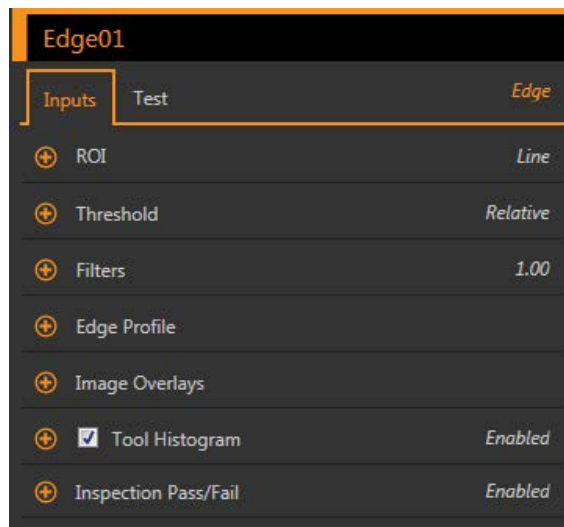 Edge01
Inputs Test Edge
ROI Line
Threshold Relative
Filters 1.00
Edge Profile
Image Overlays
Tool Histogram Enabled
Inspection Pass/Fail Enabled